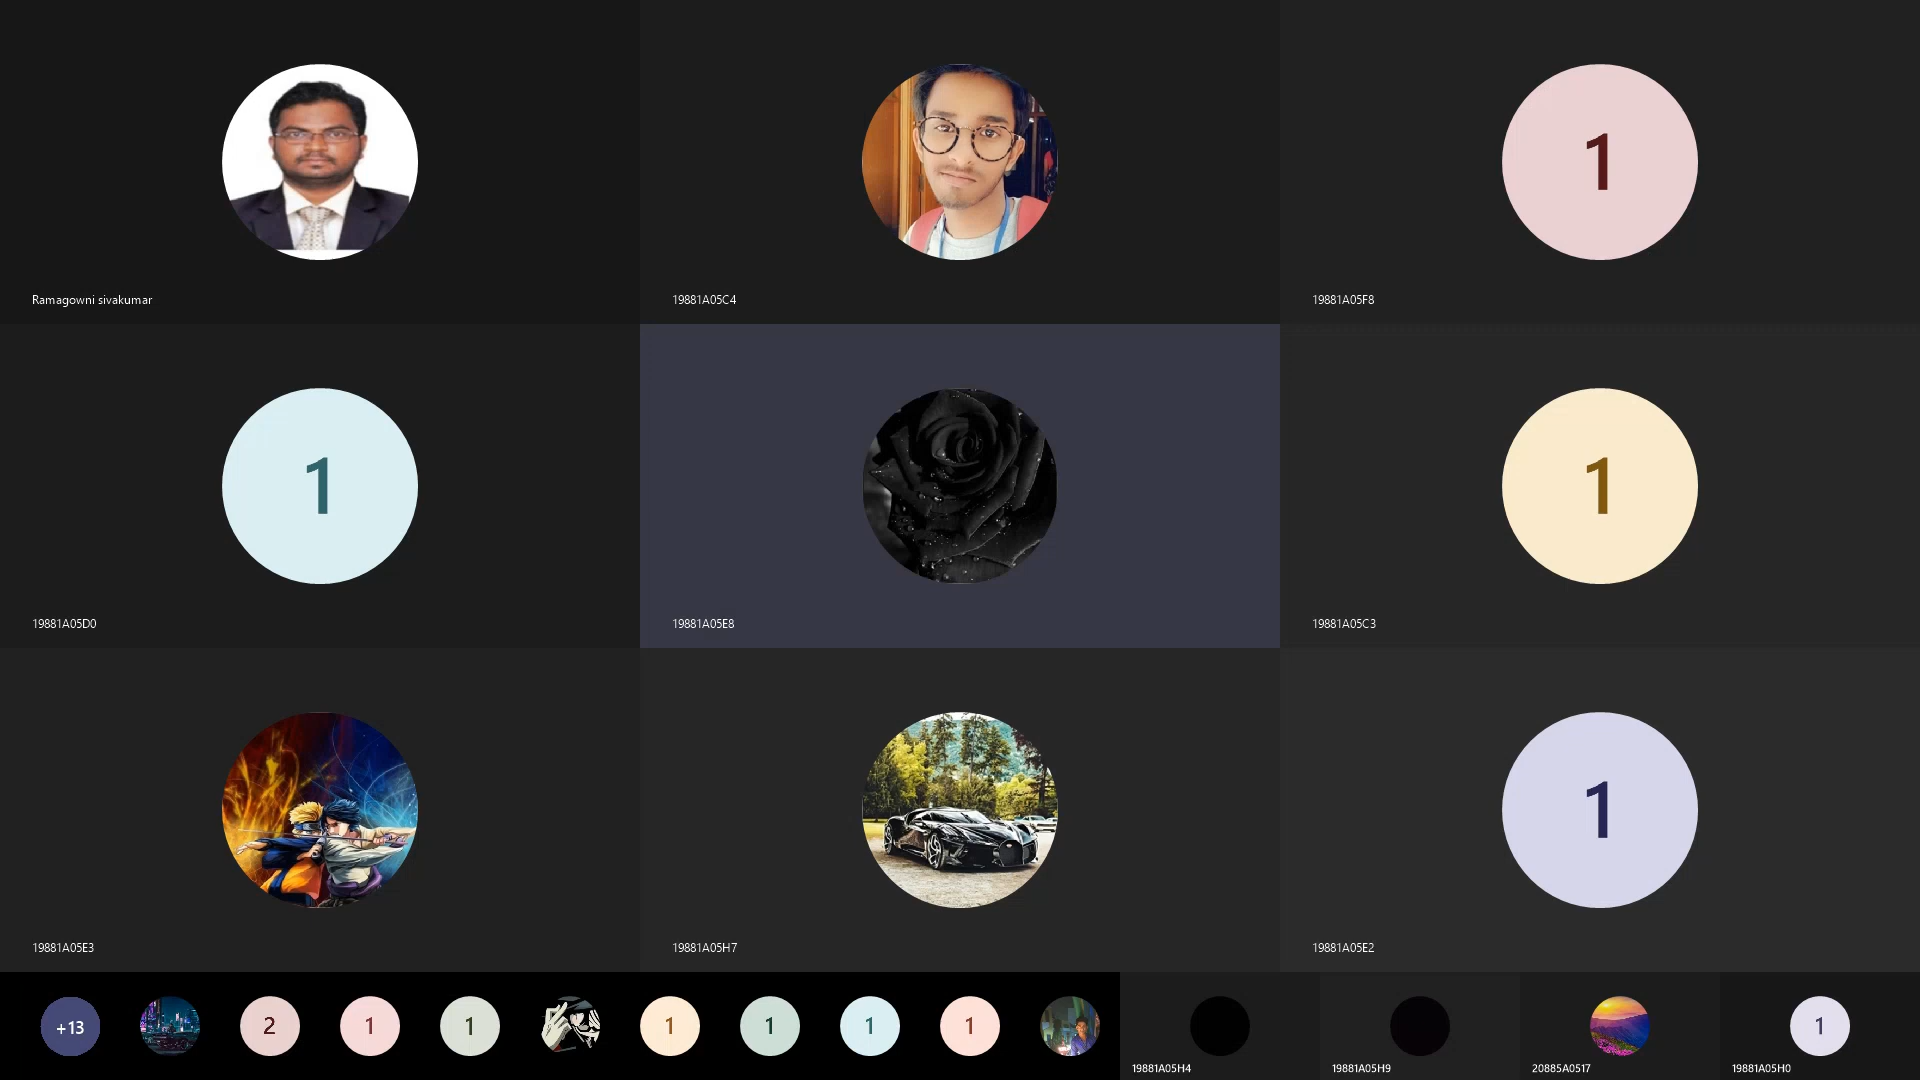 1
Ramagowni sivakumar
19881A05C4
19881A05F8
1
1
19881A05D0
19881A05E8
19881A05C3
1
19881A05E3
19881A05H7
19881A05E2
+13
2
1
1
1
1
1
1
1
19881A05H4
19881A05H9
20885A0517
19881A05H0